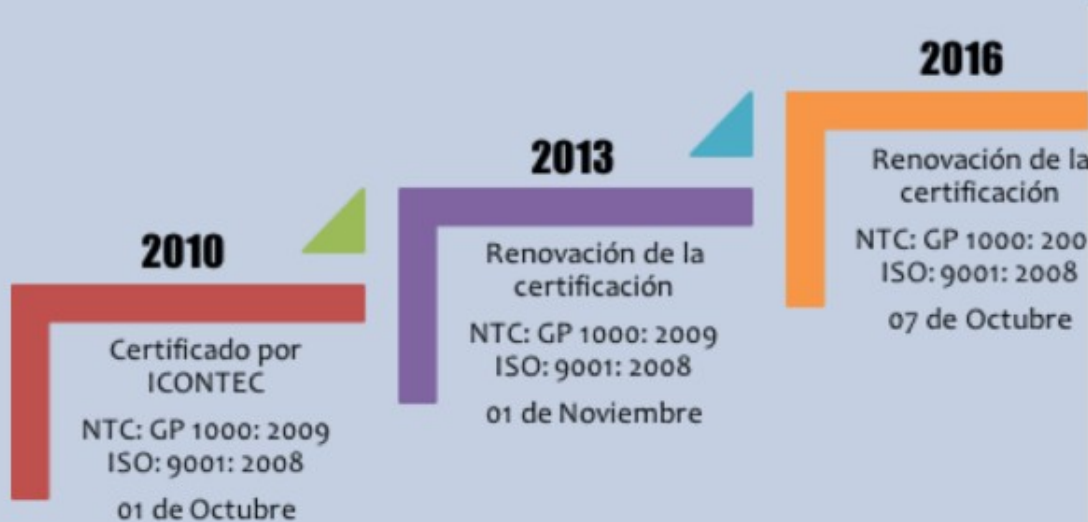 2010
Certificado por
ICONTEC
NTC: GP 1000: 2009
ISO: 9001: 2008
01 de Octubre
2013
Renovación de la
certificación
NTC: GP 1000: 2009
ISO: 9001: 2008
01 de Noviembre
2016
Renovación de la
certificación
NTC: GP 1000:
ISO: 9001: 2008
07 de Octubre